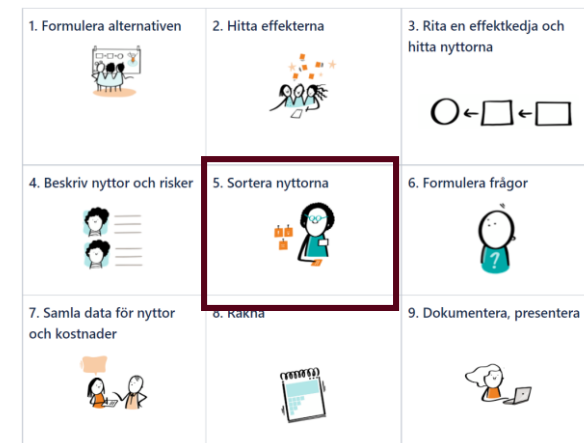 1. Formulera alternativen
2. Hitta effekterna
3. Rita en effektkedja och
hitta nyttorna
4. Beskriv nyttor och risker
5. Sortera nyttorna
6. Formulera frågor
?
7. Samla data för nyttor
och kostnader
8. Räkna
9. Dokumentera, presentera